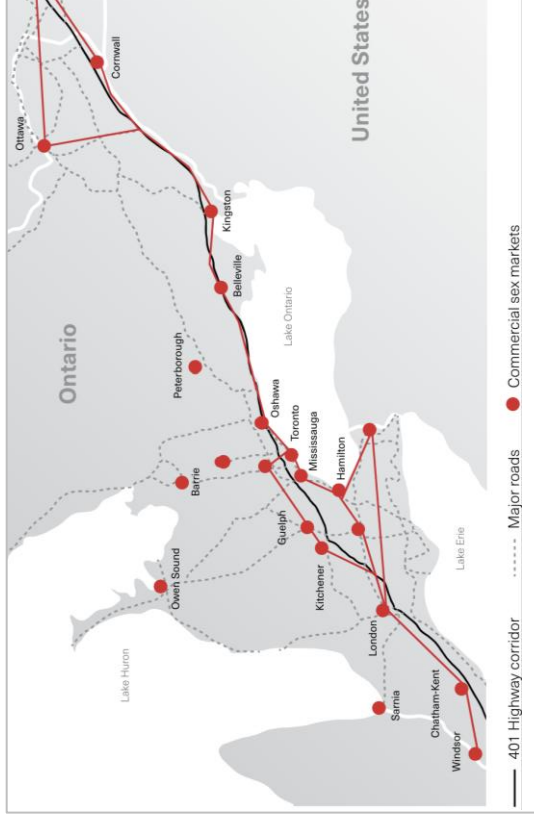 Ontario
United States
Ottawa
Cornwall
Kingston
Belleville
Peterborough
Lake Ontario
Oshawa
Toronto
Mississauga
Hamilton
Barrie
Guelph
Kitchener
Owen Sound
Lake Huron
London
Lake Erie
Sarnia
Chatham-Kent
Windsor
401 Highway corridor
Major roads
Commercial sex markets